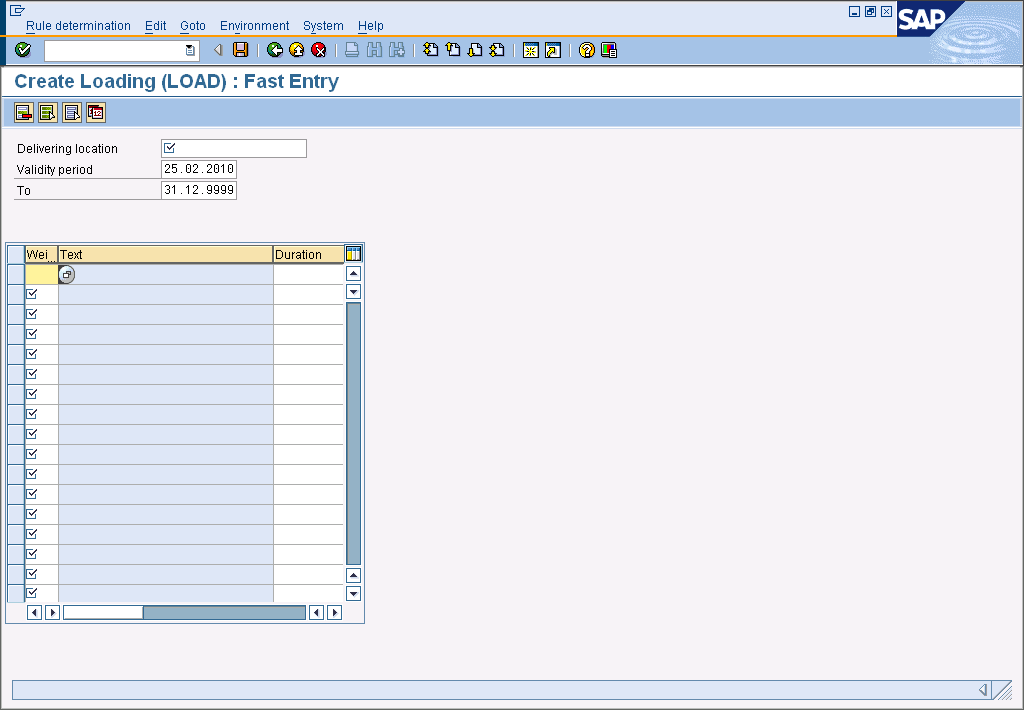 Rule determination Edit Goto Environment System Help
SAP
Create Loading (LOAD) : Fast Entry
12
Delivering location
Validity period 25.02.2010
To 31.12.9999
Wei.. Text Duration